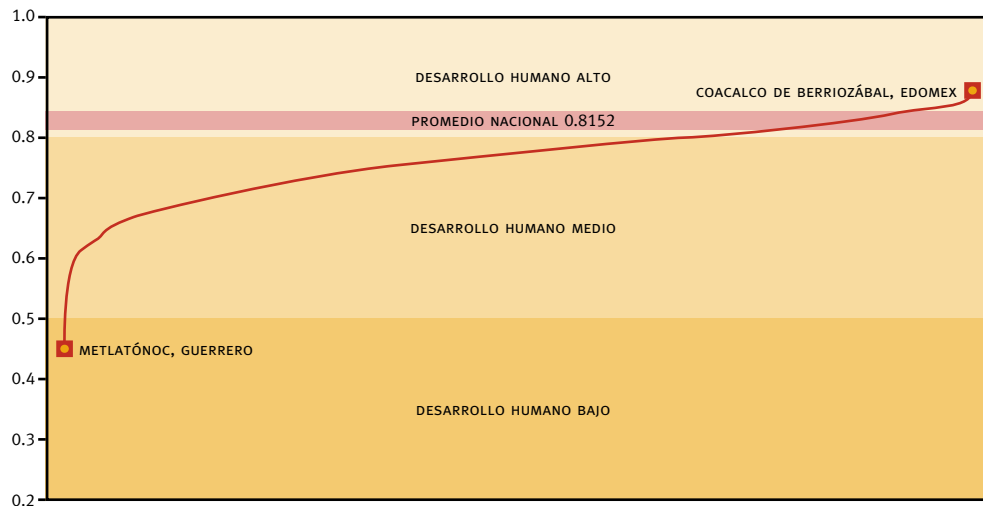 1.0
0.9
DESARROLLO HUMANO ALTO
COACALCO DE BERRIOZÁBAL, EDOMEX
PROMEDIO NACIONAL 0.8152
0.8
0.7
DESARROLLO HUMANO MEDIO
0.6
0.5
METLATÓNOC, GUERRERO
0.4
DESARROLLO HUMANO BAJO
0.3
0.2